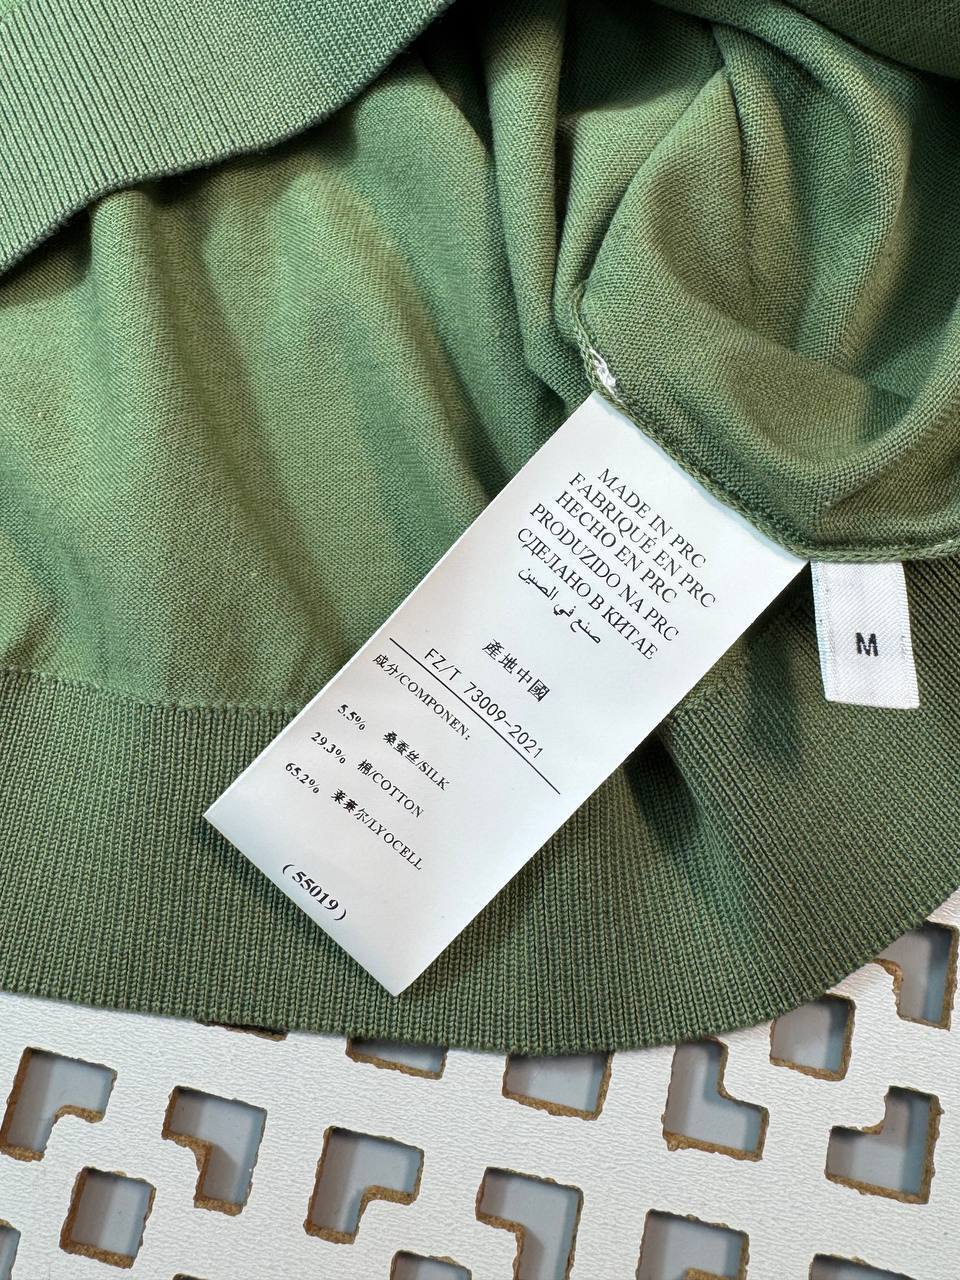 MADE IN PRC
FABRIQUÉ EN PRC
HECHO EN PRC
PRODUZIDO NA PRC
СДЕЛАНО В КИТАЕ
صنع في الصين
產地中國
FZ/T 73009-2021
成分/COMPONEN:
5.5% 桑蚕丝/SILK
29.3% 棉/COTTON
65.2% 莱赛尔/LYOCELL
(55019)
M